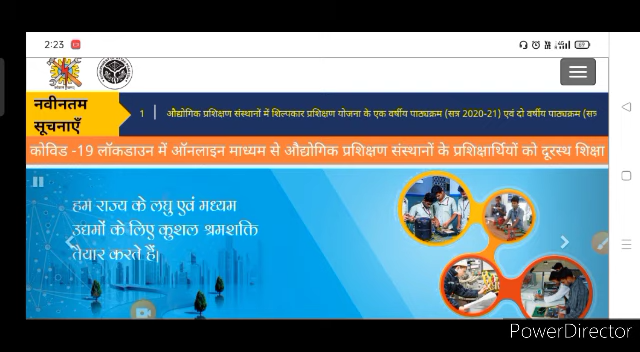 2:23
नवीनतम
सूचनाएँ
1 | औद्योगिक प्रशिक्षण संस्थानों में शिल्पकार प्रशिक्षण योजना के एक वर्षीय पाठ्यक्रम (सत्र 2020-21) एवं दो वर्षीय पाठ्यक्रम (सत्र
कोविड -19 लॉकडाउन में ऑनलाइन माध्यम से औद्योगिक प्रशिक्षण संस्थानों के प्रशिक्षार्थियों को दूरस्थ शिक्षा
हम राज्य के लघु एवं मध्यम
उद्यमों के लिए कुशल श्रमशक्ति
तैयार करते हैं।
PowerDirector